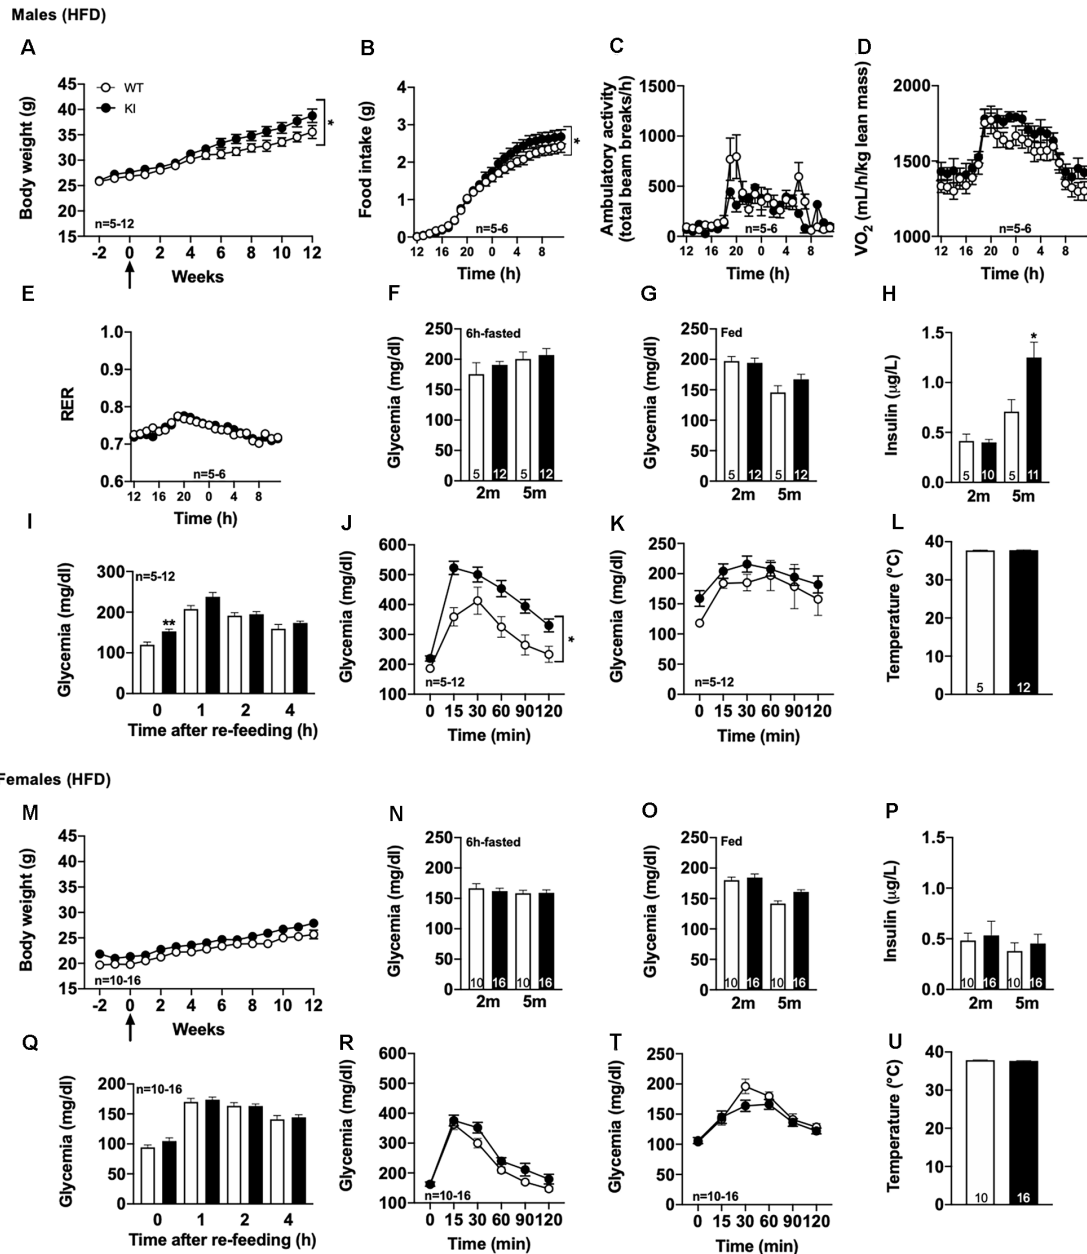 Males (HFD)
A B C D
Body weight (g)
45
40
35
30
25
20
15
WT
KI
*
n=5-12
-2 0 2 4 6 8 10 12
Weeks
Food intake (g)
4
3
2
1
0
*
n=5-6
12 16 20 0 4 8
Time (h)
Ambulatory activity
(total beam breaks/h)
1500
1000
500
0
n=5-6
12 16 20 0 4 8
Time (h)
VO2 (mL/h/kg lean mass)
2000
1500
1000
n=5-6
12 16 20 0 4 8
Time (h)
E F G H
RER
1.0
0.9
0.8
0.7
0.6
n=5-6
12 16 20 0 4 8
Time (h)
Glycemia (mg/dl)
250
200
150
100
50
0
6h-fasted
5 12 5 12
2m 5m
Glycemia (mg/dl)
250
200
150
100
50
0
Fed
5 12 5 12
2m 5m
Insulin (µg/L)
1.5
1.0
0.5
0.0
*
5 10 5 11
2m 5m
I J K L
Glycemia (mg/dl)
300
200
100
0
n=5-12
**
0 1 2 4
Time after re-feeding (h)
Glycemia (mg/dl)
600
500
400
300
200
100
*
n=5-12
0 15 30 60 90 120
Time (min)
Glycemia (mg/dl)
250
200
150
100
50
0
n=5-12
0 15 30 60 90 120
Time (min)
Temperature (°C)
40
30
20
10
0
5 12
Females (HFD)
M N O P
Body weight (g)
45
40
35
30
25
20
15
n=10-16
-2 0 2 4 6 8 10 12
Weeks
Glycemia (mg/dl)
250
200
150
100
50
0
6h-fasted
10 16 10 16
2m 5m
Glycemia (mg/dl)
250
200
150
100
50
0
Fed
10 16 10 16
2m 5m
Insulin (µg/L)
1.5
1.0
0.5
0.0
10 16 10 16
2m 5m
Q R T U
Glycemia (mg/dl)
200
150
100
50
0
n=10-16
0 1 2 4
Time after re-feeding (h)
Glycemia (mg/dl)
600
500
400
300
200
100
n=10-16
0 15 30 60 90 120
Time (min)
Glycemia (mg/dl)
250
200
150
100
50
0
n=10-16
0 15 30 60 90 120
Time (min)
Temperature (°C)
40
30
20
10
0
10 16